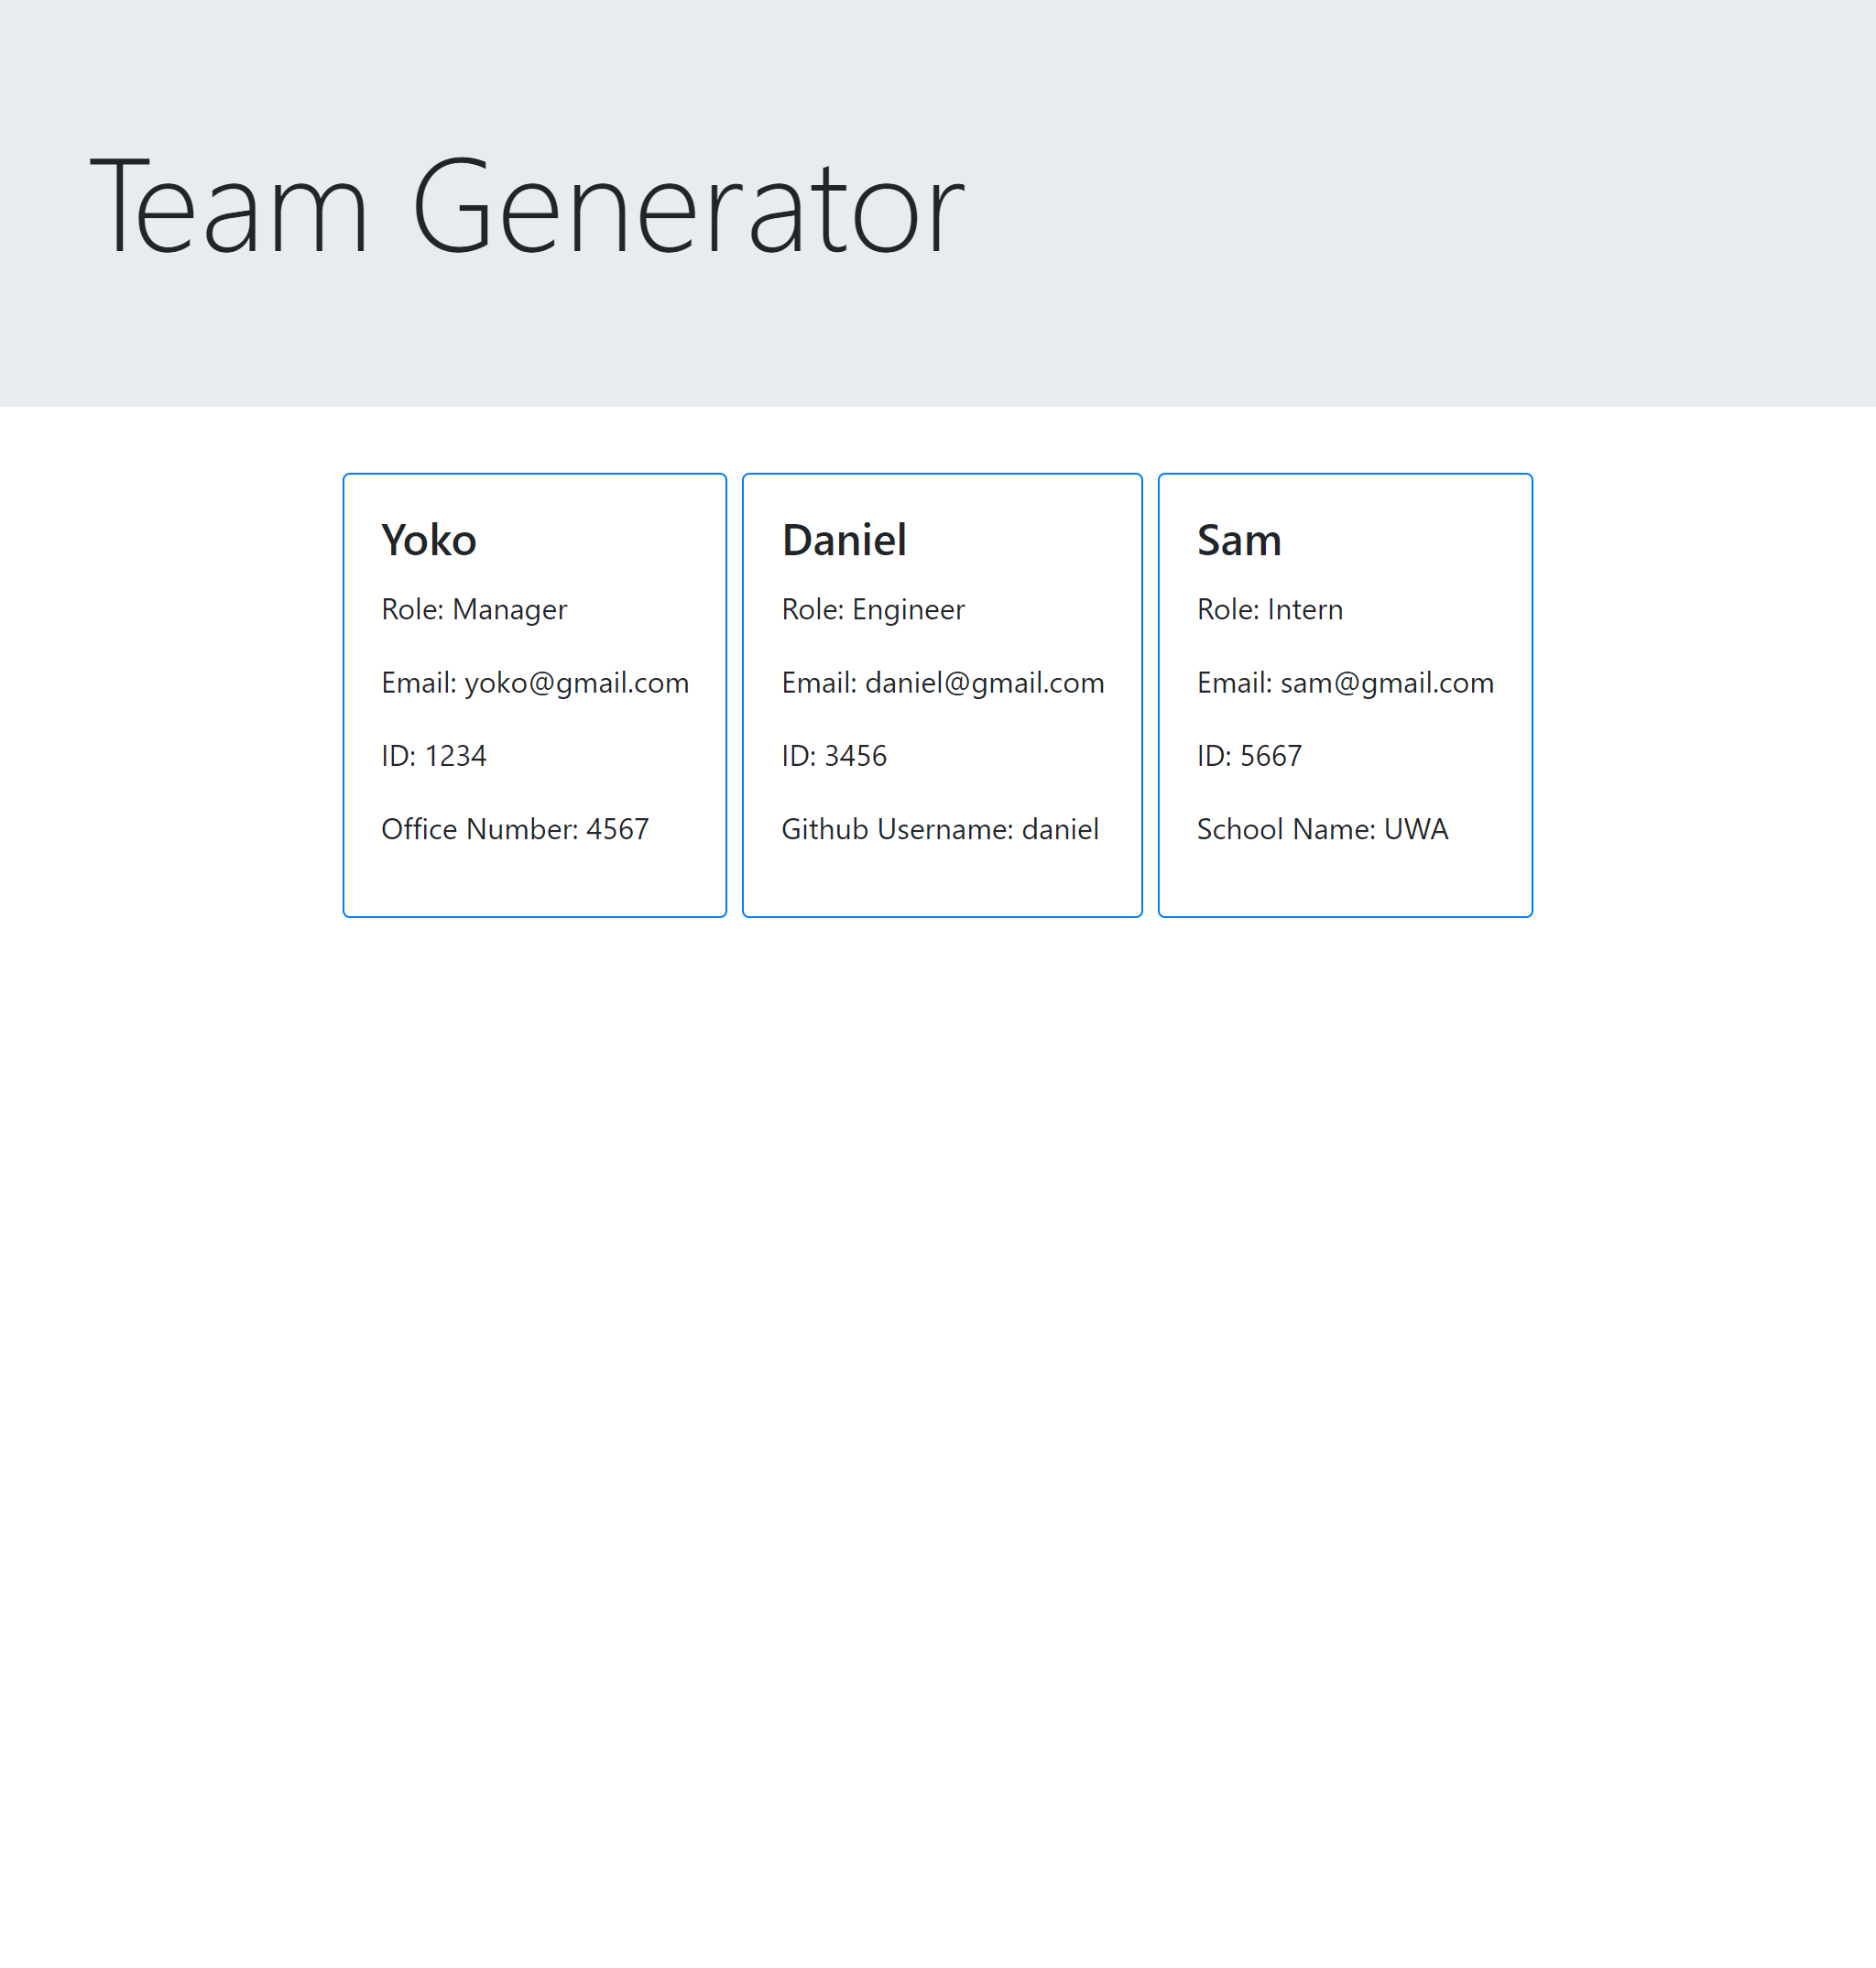 Team Generator
Yoko
Role: Manager
Email: yoko@gmail.com
ID: 1234
Office Number: 4567
Daniel
Role: Engineer
Email: daniel@gmail.com
ID: 3456
Github Username: daniel
Sam
Role: Intern
Email: sam@gmail.com
ID: 5667
School Name: UWA